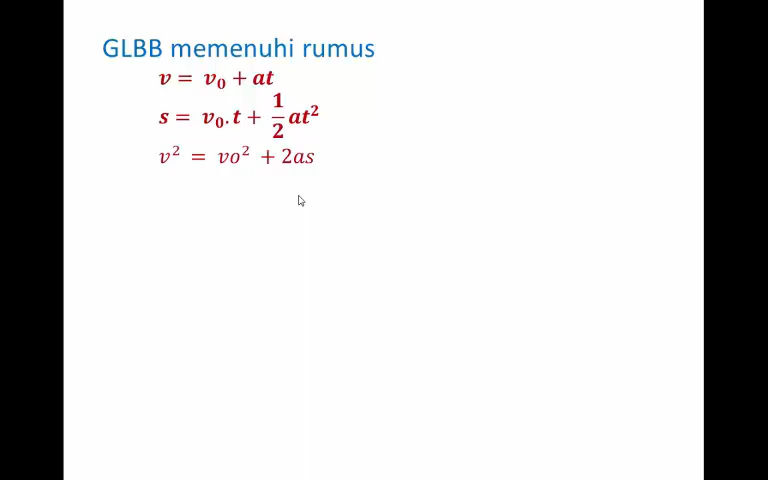 GLBB memenuhi rumus
v = v₀ + at
s = v₀.t + 1/2 at²
v² = vo² + 2as